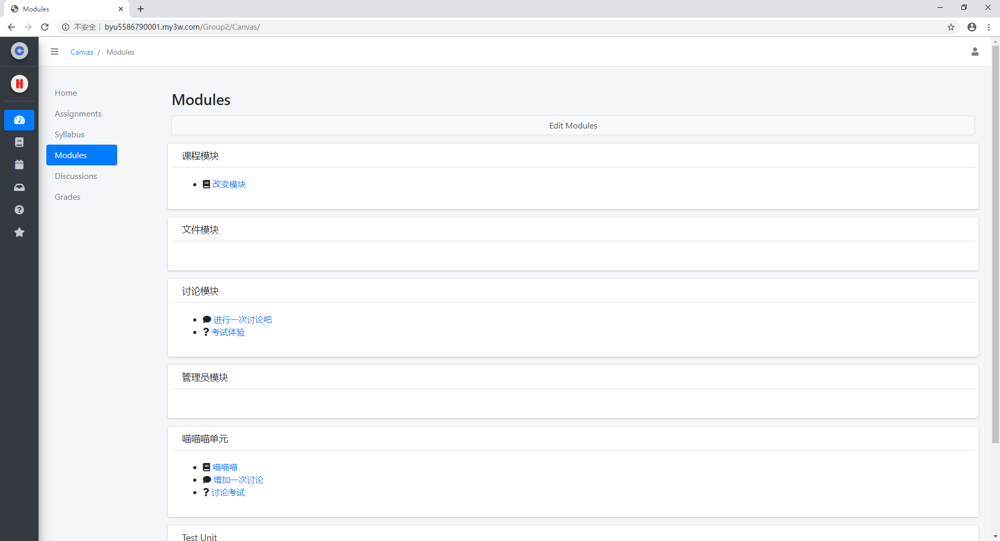 Modules
不安全 byu5586790001.my3w.com/Group2/Canvas/
Canvas / Modules
Home
Assignments
Syllabus
Modules
Discussions
Grades
Modules
Edit Modules
课程模块
改变模块
文件模块
讨论模块
进行一次讨论吧
考试体验
管理员模块
喵喵喵单元
喵喵喵
增加一次讨论
讨论考试
Test Unit